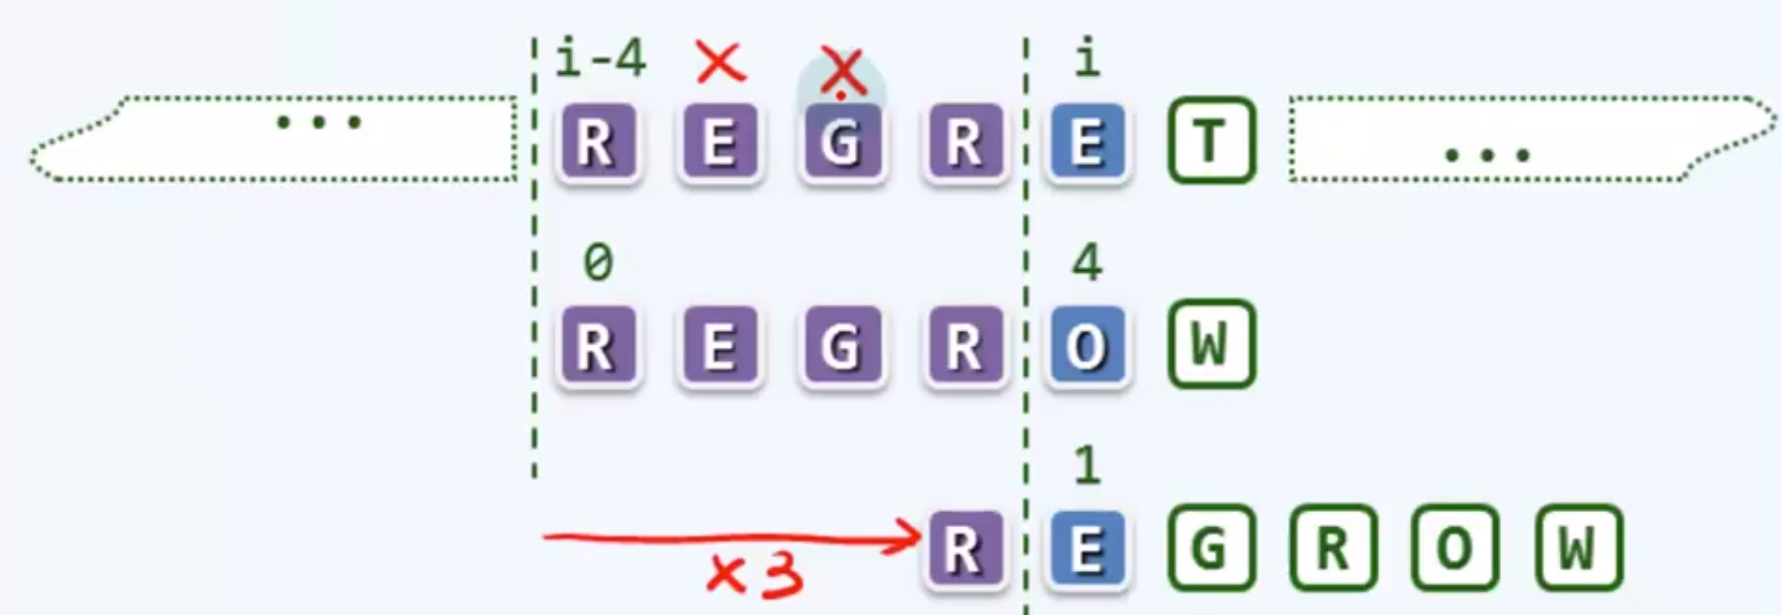 i-4 × × i
... R E G R E T ...
0 4
R E G R O W
1
R E G R O W
×3